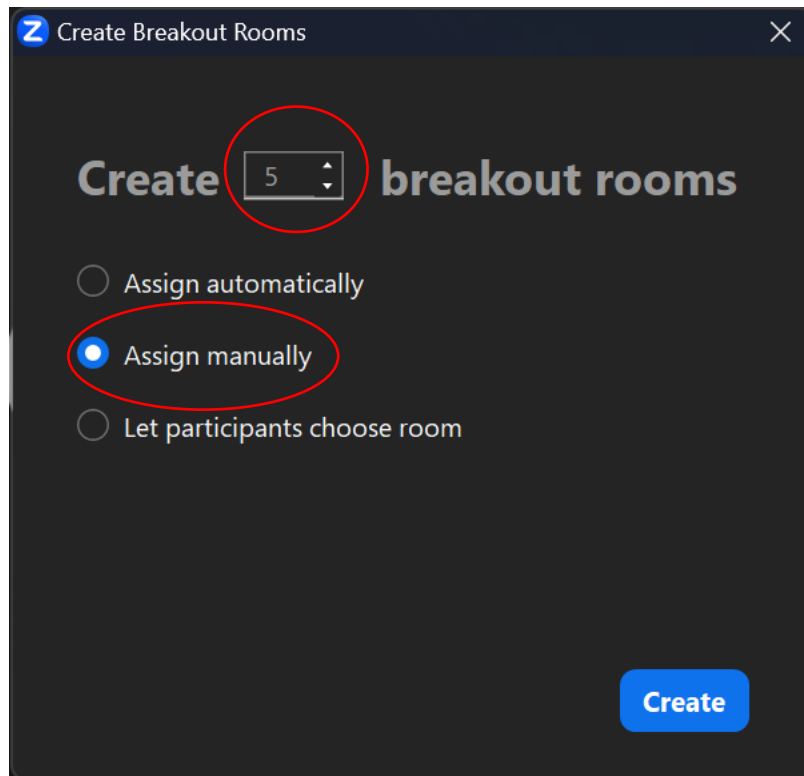 Z Create Breakout Rooms
Create 5 breakout rooms
Assign automatically
Assign manually
Let participants choose room
Create